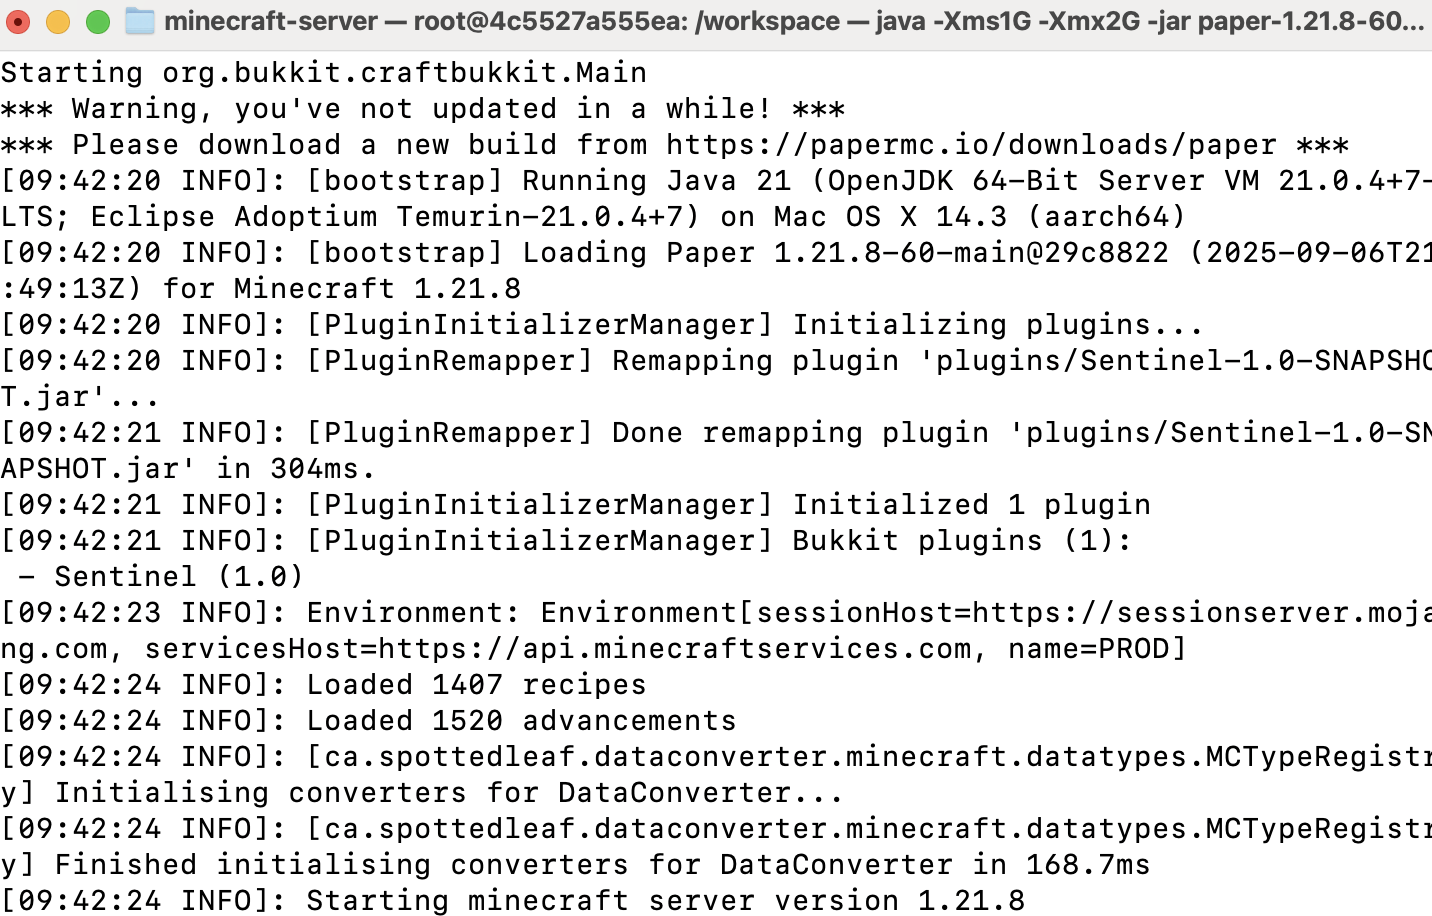 minecraft-server — root@4c5527a555ea: /workspace — java -Xms1G -Xmx2G -jar paper-1.21.8-60...
Starting org.bukkit.craftbukkit.Main
*** Warning, you've not updated in a while! ***
*** Please download a new build from https://papermc.io/downloads/paper ***
[09:42:20 INFO]: [bootstrap] Running Java 21 (OpenJDK 64-Bit Server VM 21.0.4+7-
LTS; Eclipse Adoptium Temurin-21.0.4+7) on Mac OS X 14.3 (aarch64)
[09:42:20 INFO]: [bootstrap] Loading Paper 1.21.8-60-main@29c8822 (2025-09-06T21
:49:13Z) for Minecraft 1.21.8
[09:42:20 INFO]: [PluginInitializerManager] Initializing plugins...
[09:42:20 INFO]: [PluginRemapper] Remapping plugin 'plugins/Sentinel-1.0-SNAPSHO
T.jar'...
[09:42:21 INFO]: [PluginRemapper] Done remapping plugin 'plugins/Sentinel-1.0-SN
APSHOT.jar' in 304ms.
[09:42:21 INFO]: [PluginInitializerManager] Initialized 1 plugin
[09:42:21 INFO]: [PluginInitializerManager] Bukkit plugins (1):
 - Sentinel (1.0)
[09:42:23 INFO]: Environment: Environment[sessionHost=https://sessionserver.moja
ng.com, servicesHost=https://api.minecraftservices.com, name=PROD]
[09:42:24 INFO]: Loaded 1407 recipes
[09:42:24 INFO]: Loaded 1520 advancements
[09:42:24 INFO]: [ca.spottedleaf.dataconverter.minecraft.datatypes.MCTypeRegistr
y] Initialising converters for DataConverter...
[09:42:24 INFO]: [ca.spottedleaf.dataconverter.minecraft.datatypes.MCTypeRegistr
y] Finished initialising converters for DataConverter in 168.7ms
[09:42:24 INFO]: Starting minecraft server version 1.21.8